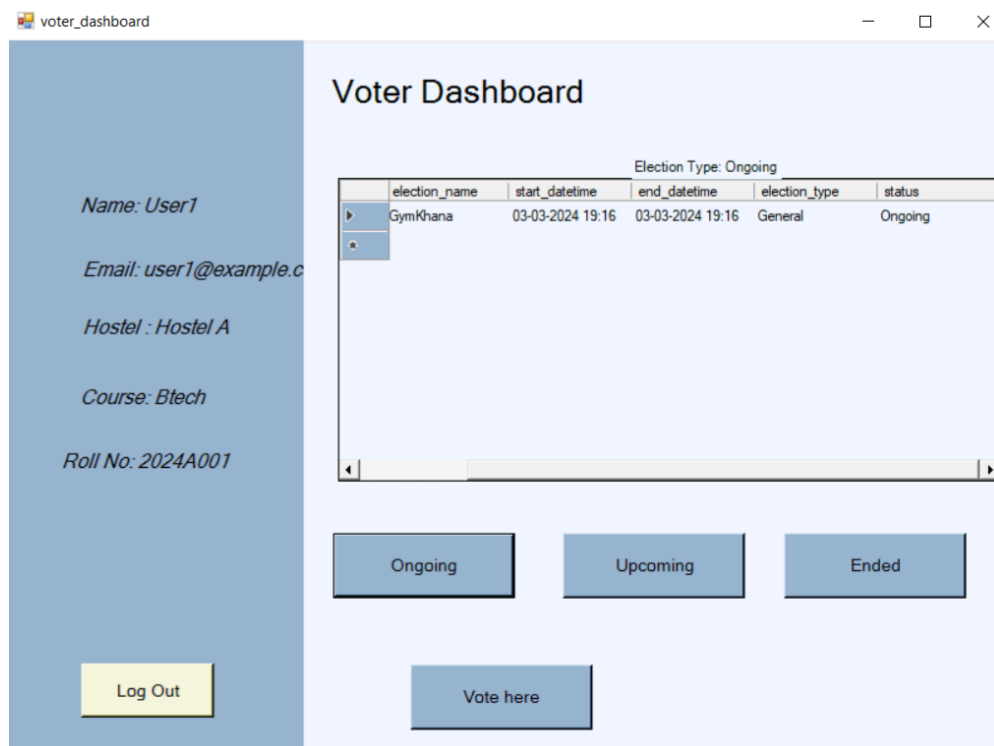 voter_dashboard
Voter Dashboard
Name: User1
Email: user1@example.c
Hostel : Hostel A
Course: Btech
Roll No: 2024A001
Log Out
Election Type: Ongoing
election_name start_datetime end_datetime election_type status
GymKhana 03-03-2024 19:16 03-03-2024 19:16 General Ongoing
Ongoing Upcoming Ended
Vote here